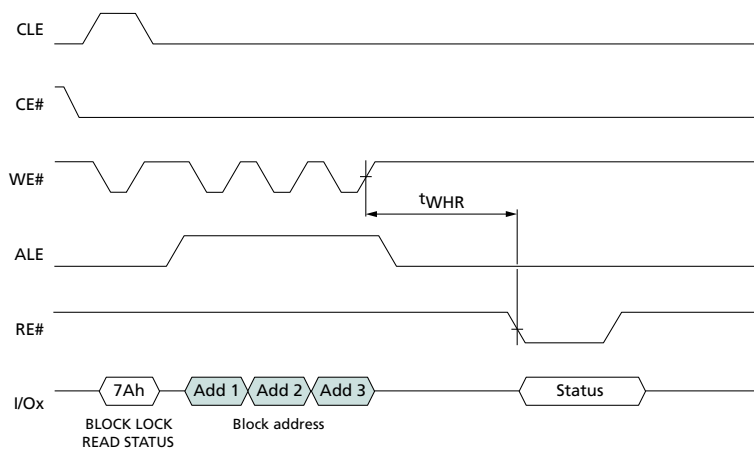 CLE
CE#
WE#
tWHR
ALE
RE#
I/Ox
7Ah
Add 1
Add 2
Add 3
Status
BLOCK LOCK
READ STATUS
Block address